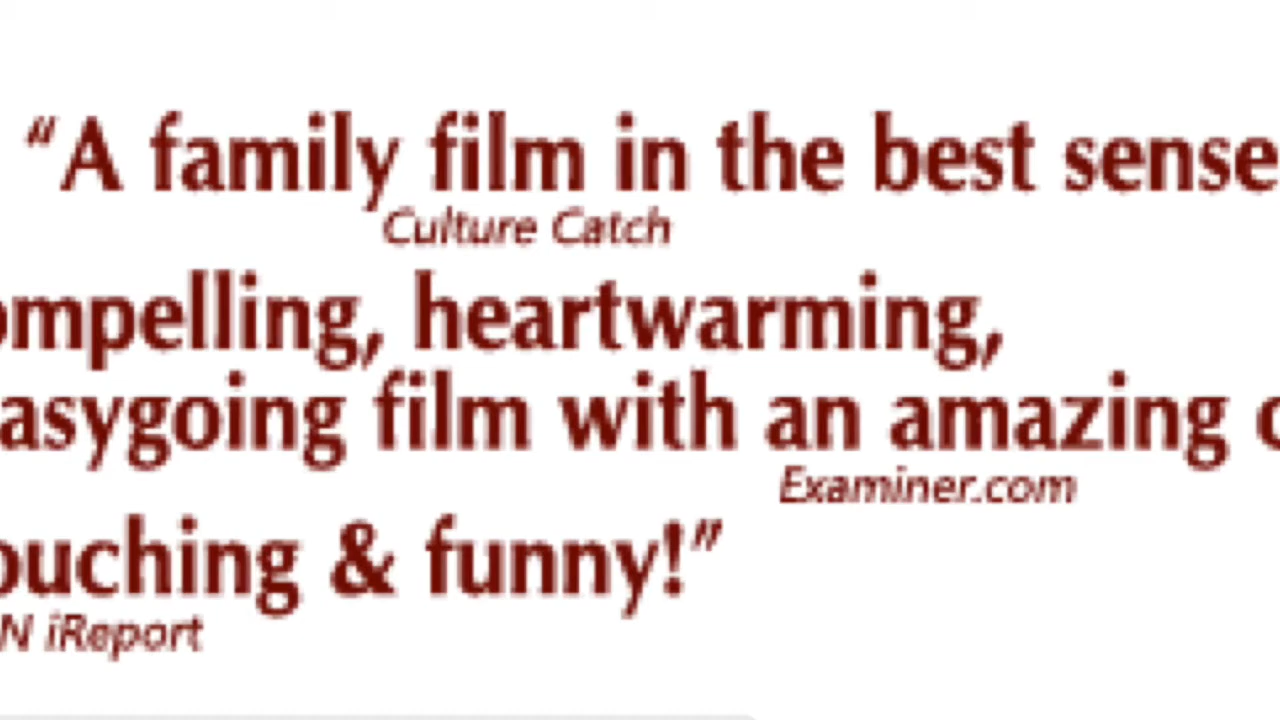 “A family film in the best sense
Culture Catch
ompelling, heartwarming,
asygoing film with an amazing
Examiner.com
ouching & funny!”
N iReport